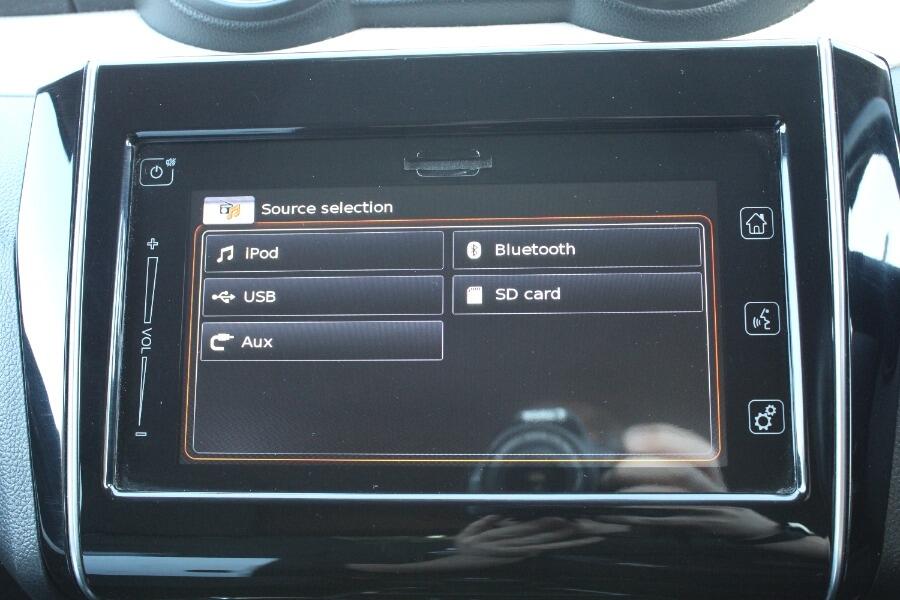 Source selection
iPod
Bluetooth
USB
SD card
Aux
+
VOL
-